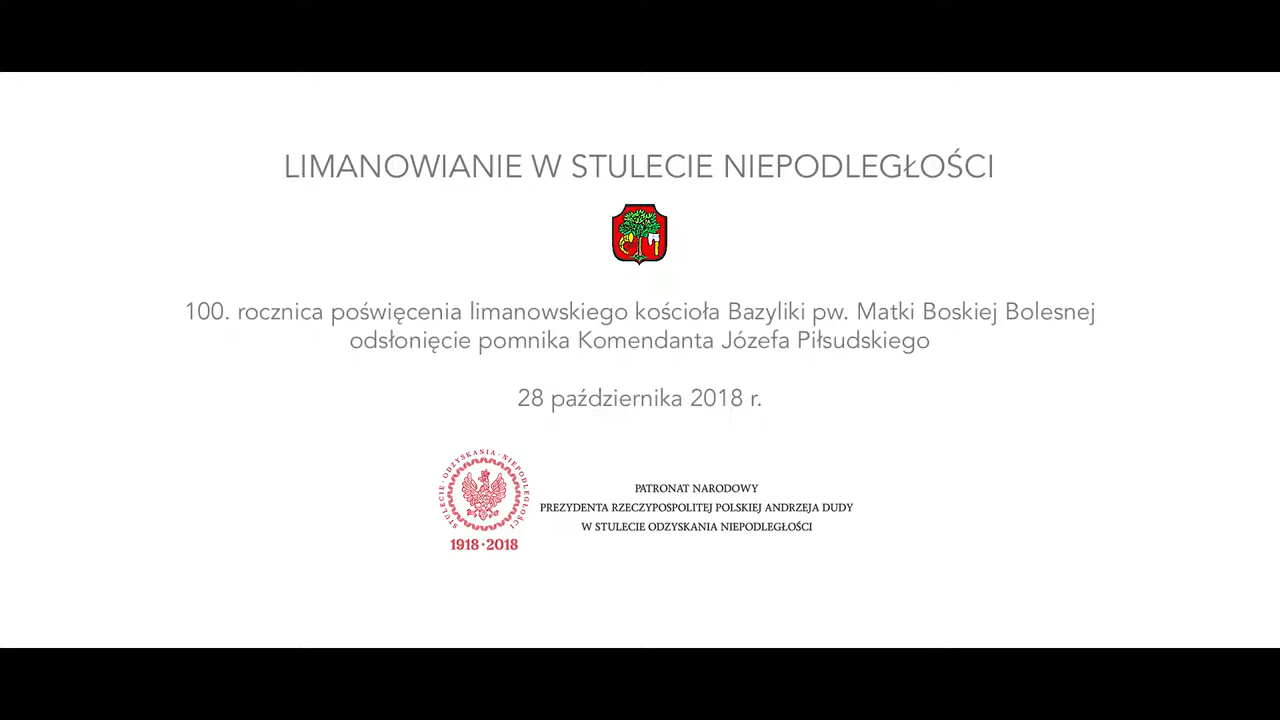 LIMANOWIANIE W STULECIE NIEPODLEGŁOŚCI
100. rocznica poświęcenia limanowskiego kościoła Bazyliki pw. Matki Boskiej Bolesnej
odsłonięcie pomnika Komendanta Józefa Piłsudskiego
28 października 2018 r.
STULECIE · ODZYSKANIA · NIEPODLEGŁOŚCI
1918 · 2018
PATRONAT NARODOWY
PREZYDENTA RZECZYPOSPOLITEJ POLSKIEJ ANDRZEJA DUDY
W STULECIE ODZYSKANIA NIEPODLEGŁOŚCI